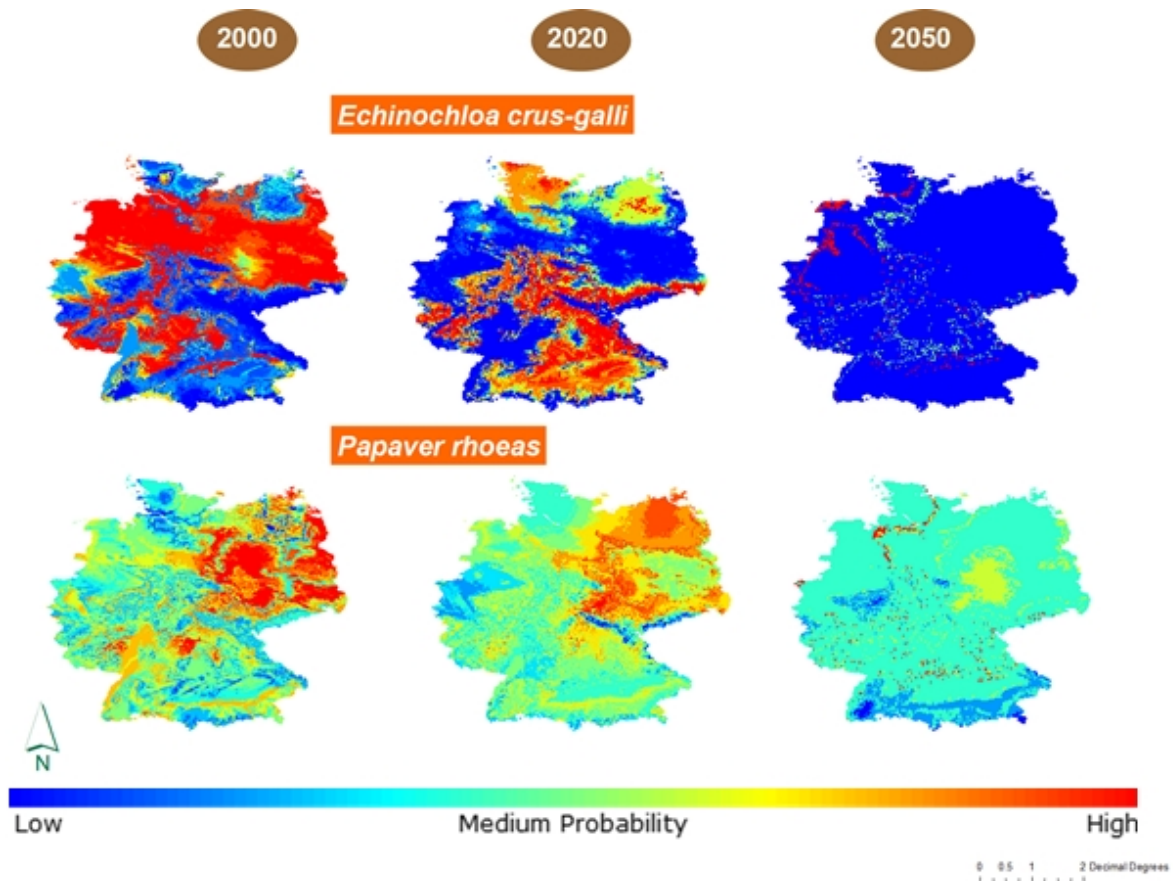 2000 2020 2050
Echinochloa crus-galli
Papaver rhoeas
N
Low Medium Probability High
0 0.5 1 2 Decimal Degrees